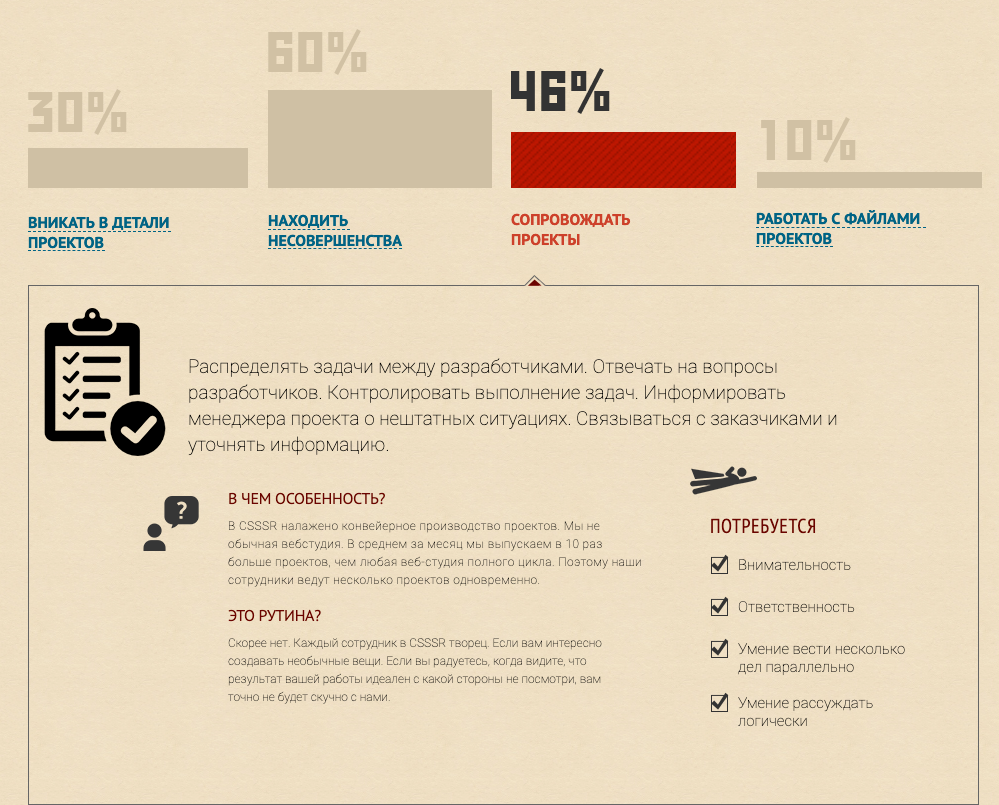 30%
60%
46%
10%
ВНИКАТЬ В ДЕТАЛИ
ПРОЕКТОВ
НАХОДИТЬ
НЕСОВЕРШЕНСТВА
СОПРОВОЖДАТЬ
ПРОЕКТЫ
РАБОТАТЬ С ФАЙЛАМИ
ПРОЕКТОВ
Распределять задачи между разработчиками. Отвечать на вопросы
разработчиков. Контролировать выполнение задач. Информировать
менеджера проекта о нештатных ситуациях. Связываться с заказчиками и
уточнять информацию.
?
В ЧЕМ ОСОБЕННОСТЬ?
В CSSSR налажено конвейерное производство проектов. Мы не
обычная вебстудия. В среднем за месяц мы выпускаем в 10 раз
больше проектов, чем любая веб-студия полного цикла. Поэтому наши
сотрудники ведут несколько проектов одновременно.
ЭТО РУТИНА?
Скорее нет. Каждый сотрудник в CSSSR творец. Если вам интересно
создавать необычные вещи. Если вы радуетесь, когда видите, что
результат вашей работы идеален с какой стороны не посмотри, вам
точно не будет скучно с нами.
ПОТРЕБУЕТСЯ
Внимательность
Ответственность
Умение вести несколько
дел параллельно
Умение рассуждать
логически